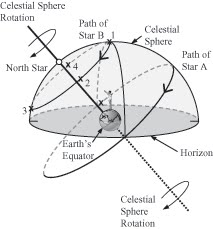 Celestial Sphere
Rotation
Path of
Star B
1
Celestial
Sphere
Path of
Star A
North Star
4
2
3
Earth's
Equator
Horizon
Celestial
Sphere
Rotation